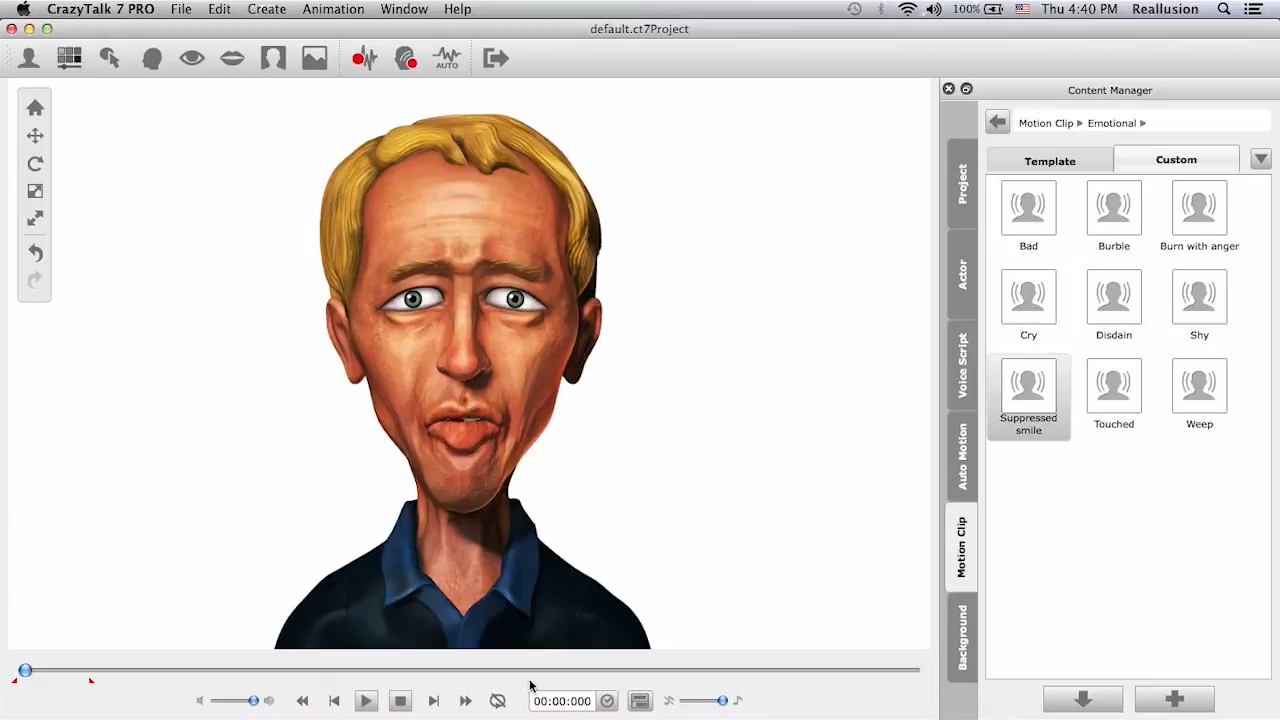 CrazyTalk 7 PRO File Edit Create Animation Window Help 100% Thu 4:40 PM Reallusion
default.ct7Project
AUTO
Content Manager
Motion Clip Emotional
Template Custom
Project
Actor
Voice Script
Auto Motion
Motion Clip
Background
Bad Burble Burn with anger
Cry Disdain Shy
Suppressed
smile
Touched Weep
00:00:000